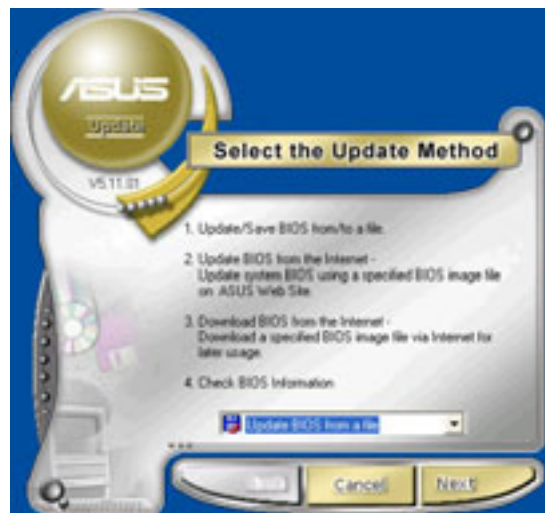 ASUS
Update
V5.11.01
Select the Update Method
1. Update/Save BIOS from/to a file.
2. Update BIOS from the Internet -
Update system BIOS using a specified BIOS image file
on ASUS Web Site.
3. Download BIOS from the Internet -
Download a specified BIOS image file via Internet for
later usage.
4. Check BIOS Information
Update BIOS from a file
Cancel
Next